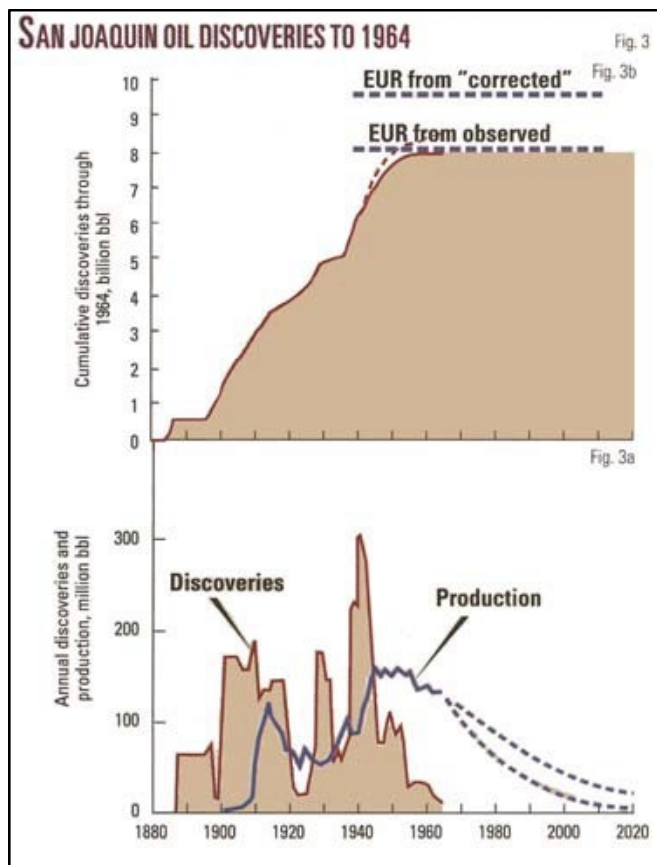 SAN JOAQUIN OIL DISCOVERIES TO 1964
Fig. 3
Fig. 3b
EUR from "corrected"
EUR from observed
10
9
8
7
6
5
4
3
2
1
0
Cumulative discoveries through
1964, billion bbl
Fig. 3a
Annual discoveries and
production, million bbl
300
200
100
0
Discoveries
Production
1880 1900 1920 1940 1960 1980 2000 2020